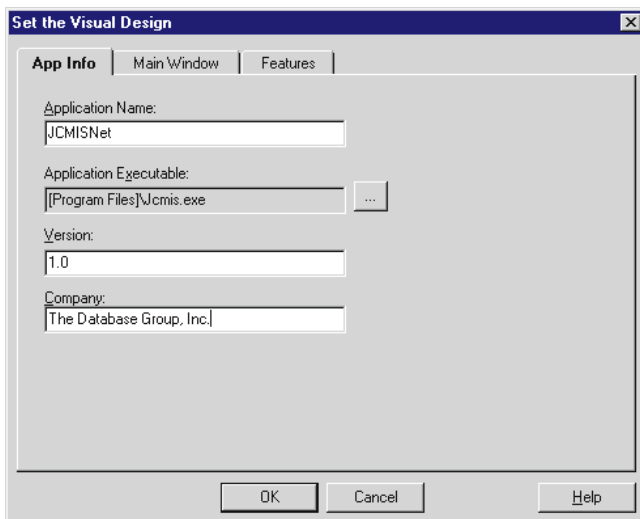 Set the Visual Design
App Info Main Window Features
Application Name:
JCMISNet
Application Executable:
[Program Files]\Jcmis.exe
...
Version:
1.0
Company:
The Database Group, Inc.
OK Cancel Help